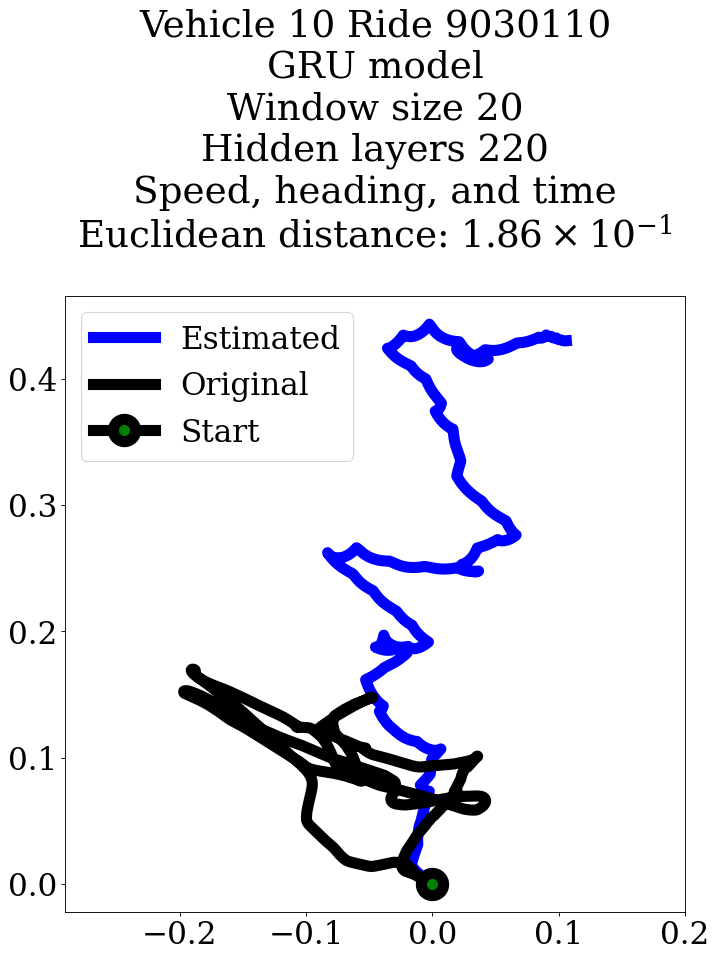 Vehicle 10 Ride 9030110
GRU model
Window size 20
Hidden layers 220
Speed, heading, and time
Euclidean distance: 1.86 × 10⁻¹
Estimated
Original
Start
0.4
0.3
0.2
0.1
0.0
−0.2
−0.1
0.0
0.1
0.2